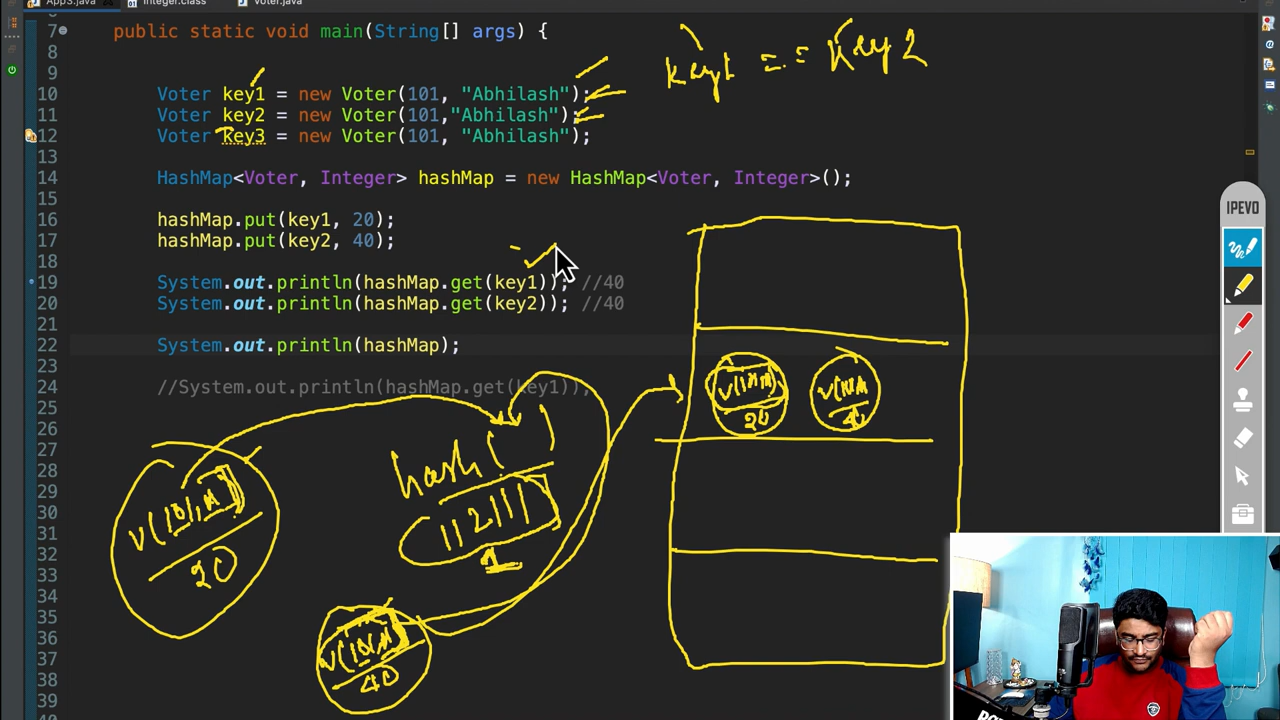 App3.java Integer.class Voter.java
7 public static void main(String[] args) {
8
9
10 Voter key1 = new Voter(101, "Abhilash");
11 Voter key2 = new Voter(101,"Abhilash");
12 Voter key3 = new Voter(101, "Abhilash");
13
14 HashMap<Voter, Integer> hashMap = new HashMap<Voter, Integer>();
15
16 hashMap.put(key1, 20);
17 hashMap.put(key2, 40);
18
19 System.out.println(hashMap.get(key1)); //40
20 System.out.println(hashMap.get(key2)); //40
21
22 System.out.println(hashMap);
23
24 //System.out.println(hashMap.get(key1));
25
26
27
28
29
30
31
32
33
34
35
36
37
38
39
key1 == key2
IPEVO
20
40
hash( )
112111
1
V(101,A)
20
40